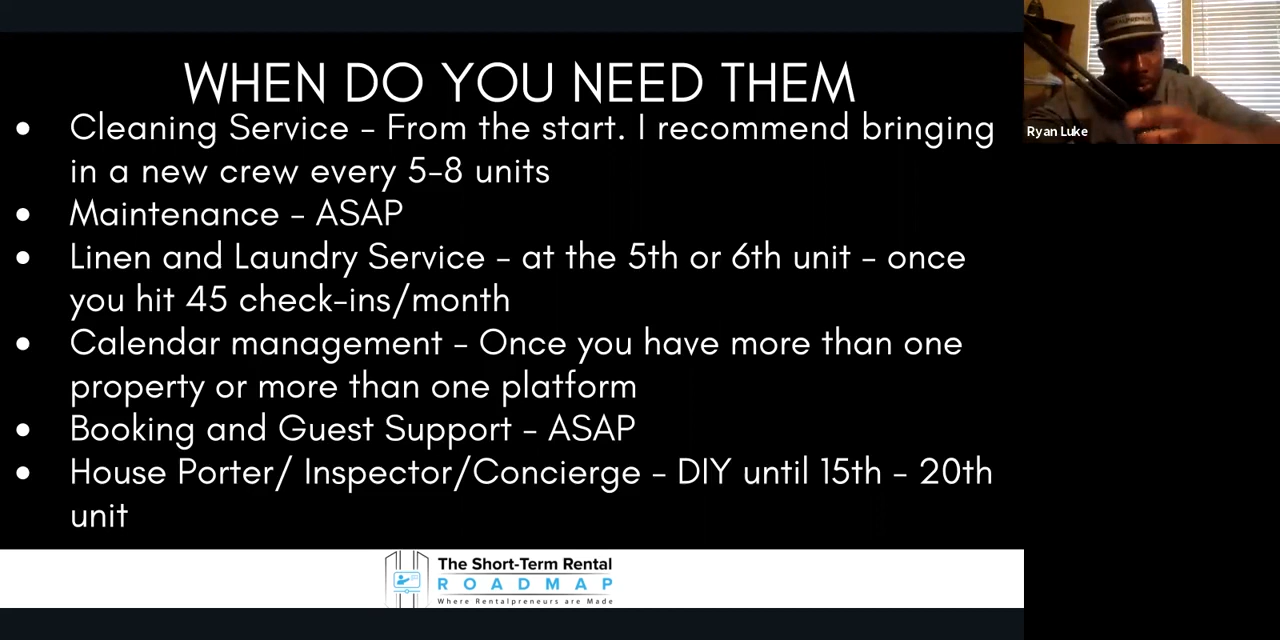 WHEN DO YOU NEED THEM
• Cleaning Service – From the start. I recommend bringing
in a new crew every 5-8 units
• Maintenance – ASAP
• Linen and Laundry Service – at the 5th or 6th unit – once
you hit 45 check-ins/month
• Calendar management – Once you have more than one
property or more than one platform
• Booking and Guest Support – ASAP
• House Porter/ Inspector/Concierge – DIY until 15th – 20th
unit
Ryan Luke
The Short-Term Rental
ROADMAP
Where Rentalpreneurs are Made